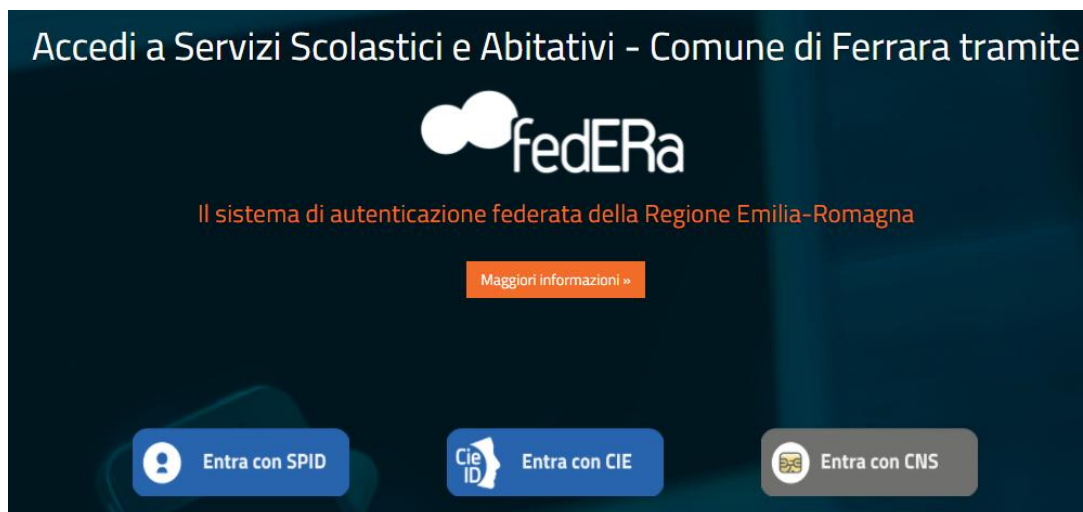 Accedi a Servizi Scolastici e Abitativi - Comune di Ferrara tramite
fedERa
Il sistema di autenticazione federata della Regione Emilia-Romagna
Maggiori informazioni »
Entra con SPID
Cie ID
Entra con CIE
Entra con CNS